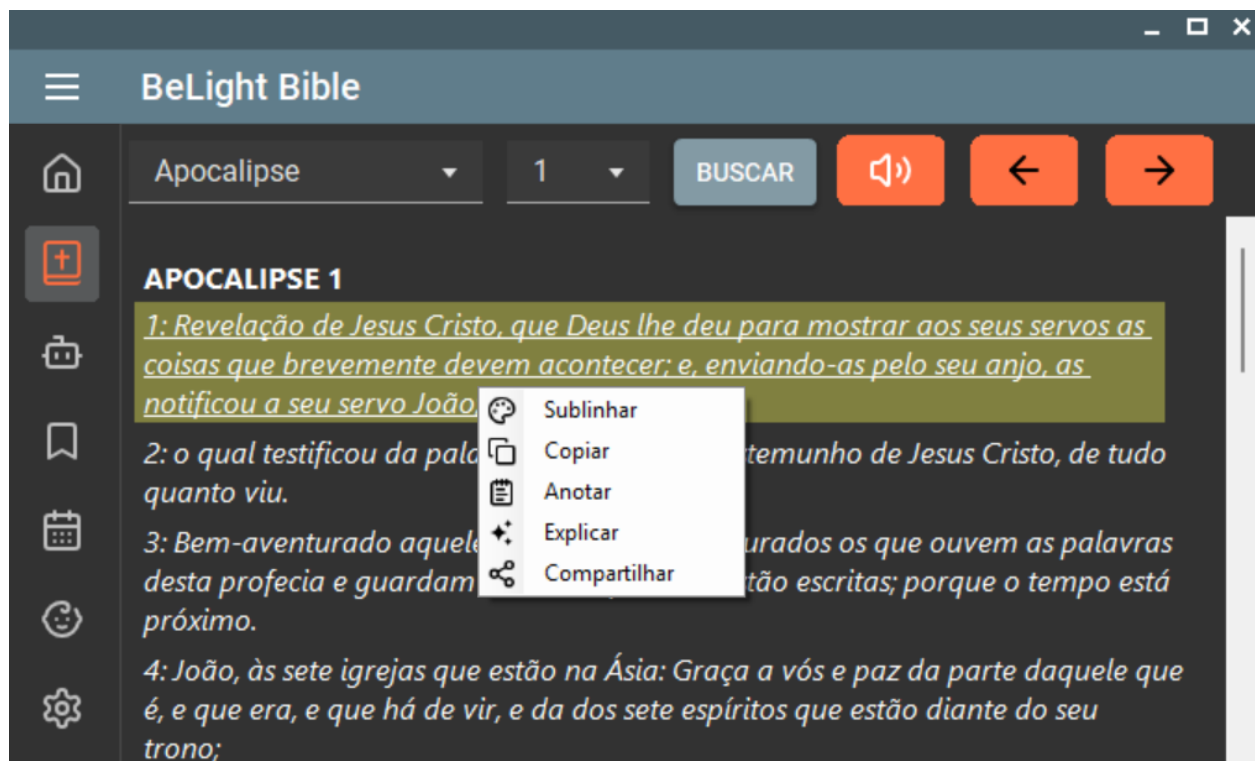 BeLight Bible
Apocalipse
1
BUSCAR
APOCALIPSE 1
1: Revelação de Jesus Cristo, que Deus lhe deu para mostrar aos seus servos as
coisas que brevemente devem acontecer; e, enviando-as pelo seu anjo, as
notificou a seu servo João,
Sublinhar
Copiar
Anotar
Explicar
Compartilhar
2: o qual testificou da de Jesus Cristo, de tudo
quanto viu.
3: Bem-aventurado os que ouvem as palavras
desta profecia e guardam escritas; porque o tempo está
próximo.
4: João, às sete igrejas que estão na Ásia: Graça a vós e paz da parte daquele que
é, e que era, e que há de vir, e da dos sete espíritos que estão diante do seu
trono;